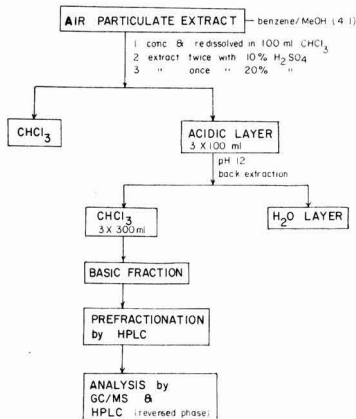 AIR PARTICULATE EXTRACT
benzene/MeOH (4:1)
1 conc & redissolved in 100 ml CHCl3
2 extract twice with 10% H2SO4
3 " once " 20% "
CHCl3
ACIDIC LAYER
3 X 100 ml
pH 12
back extraction
CHCl3
3 X 300 ml
H2O LAYER
BASIC FRACTION
PREFRACTIONATION
by HPLC
ANALYSIS by
GC/MS &
HPLC (reversed phase)